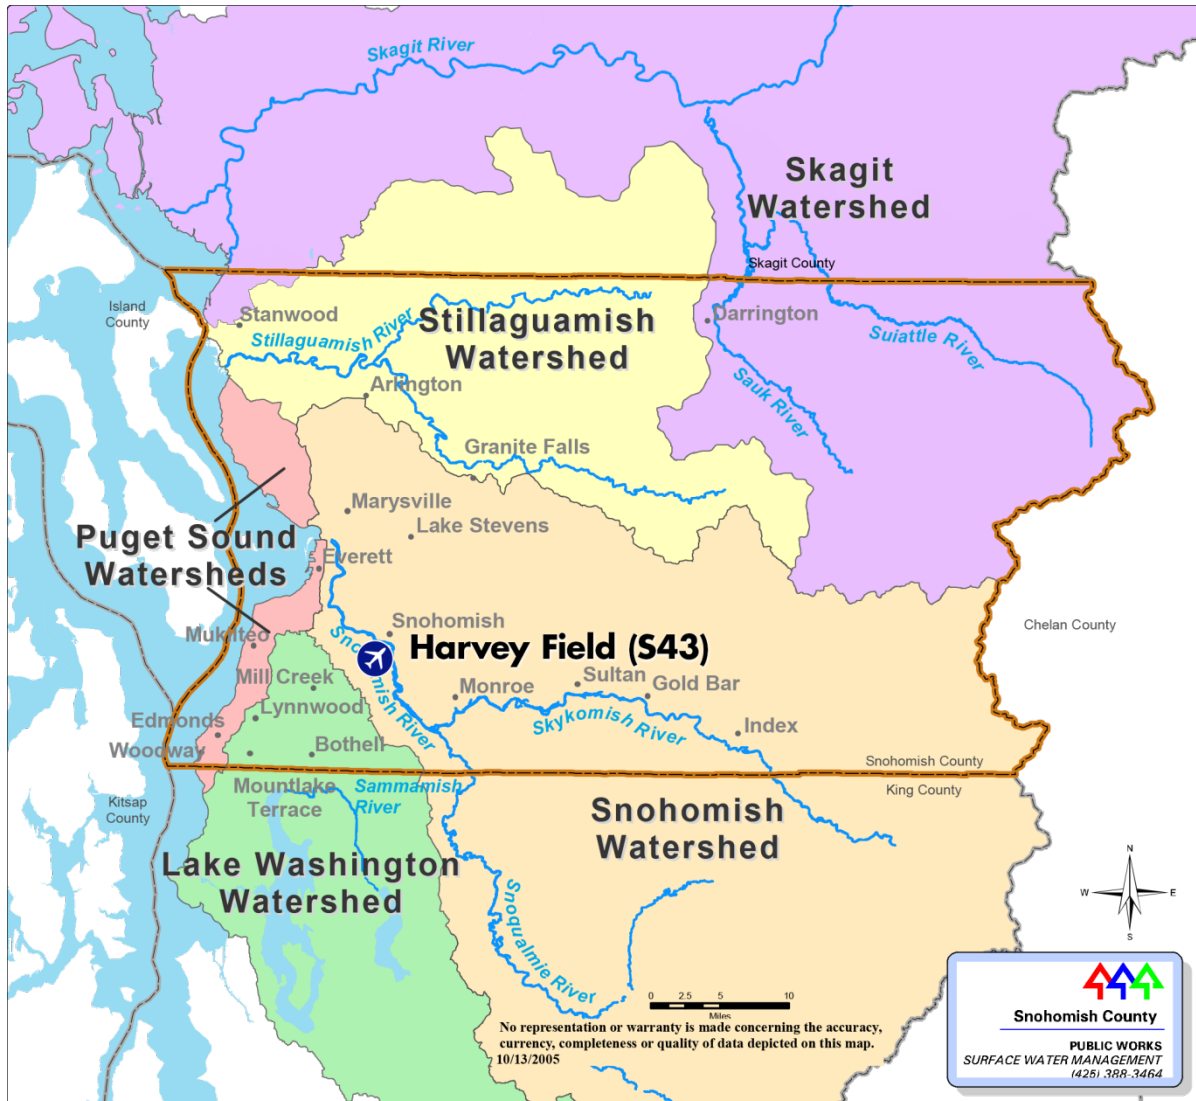 Skagit River
Skagit
Watershed
Skagit County
Island
County
Stanwood
Stillaguamish River
Stillaguamish
Watershed
Darrington
Suiattle River
Sauk River
Arlington
Granite Falls
Marysville
Lake Stevens
Puget Sound
Watersheds
Everett
Snohomish
Chelan County
Mukilteo
Harvey Field (S43)
Snohomish River
Mill Creek
Monroe
Sultan
Gold Bar
Lynnwood
Edmonds
Skykomish River
Index
Woodway
Bothell
Snohomish County
King County
Mountlake
Terrace
Sammamish
River
Kitsap
County
Snohomish
Watershed
Lake Washington
Watershed
Snoqualmie River
N
W E
S
0 2.5 5 10
Miles
No representation or warranty is made concerning the accuracy,
currency, completeness or quality of data depicted on this map.
10/13/2005
Snohomish County
PUBLIC WORKS
SURFACE WATER MANAGEMENT
(425) 388-3464